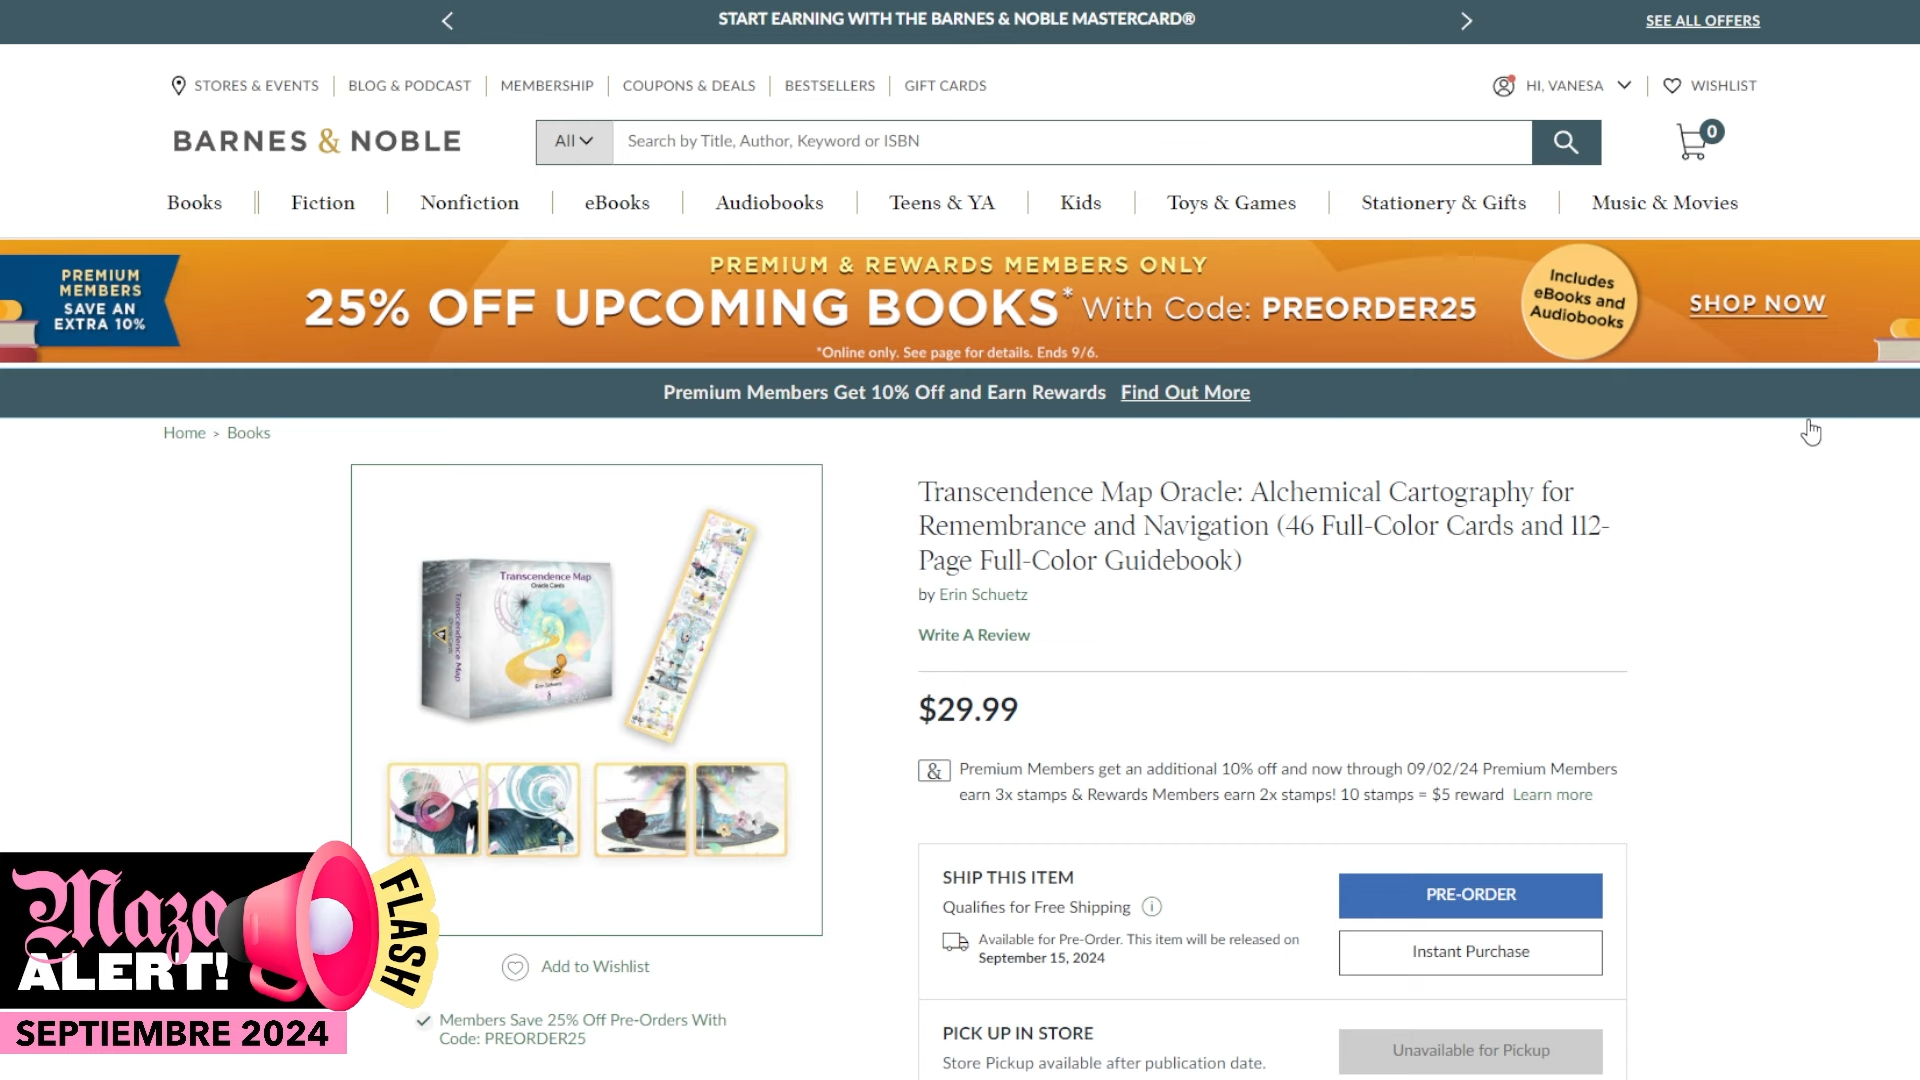 START EARNING WITH THE BARNES & NOBLE MASTERCARD®
SEE ALL OFFERS
STORES & EVENTS
BLOG & PODCAST
MEMBERSHIP
COUPONS & DEALS
BESTSELLERS
GIFT CARDS
HI, VANESA
WISHLIST
BARNES & NOBLE
All
Search by Title, Author, Keyword or ISBN
0
Books
Fiction
Nonfiction
eBooks
Audiobooks
Teens & YA
Kids
Toys & Games
Stationery & Gifts
Music & Movies
PREMIUM
MEMBERS
SAVE AN
EXTRA 10%
PREMIUM & REWARDS MEMBERS ONLY
25% OFF UPCOMING BOOKS* With Code: PREORDER25
*Online only. See page for details. Ends 9/6.
Includes
eBooks and
Audiobooks
SHOP NOW
Premium Members Get 10% Off and Earn Rewards Find Out More
Home > Books
Transcendence Map
Oracle Cards
Transcendence Map
Erin Schuetz
Transcendence Map Oracle: Alchemical Cartography for
Remembrance and Navigation (46 Full-Color Cards and 112-
Page Full-Color Guidebook)
by Erin Schuetz
Write A Review
$29.99
& Premium Members get an additional 10% off and now through 09/02/24 Premium Members
earn 3x stamps & Rewards Members earn 2x stamps! 10 stamps = $5 reward Learn more
SHIP THIS ITEM
Qualifies for Free Shipping
Available for Pre-Order. This item will be released on
September 15, 2024
PRE-ORDER
Instant Purchase
PICK UP IN STORE
Store Pickup available after publication date.
Unavailable for Pickup
Add to Wishlist
Members Save 25% Off Pre-Orders With
Code: PREORDER25
Mazo
ALERT!
FLASH
SEPTIEMBRE 2024